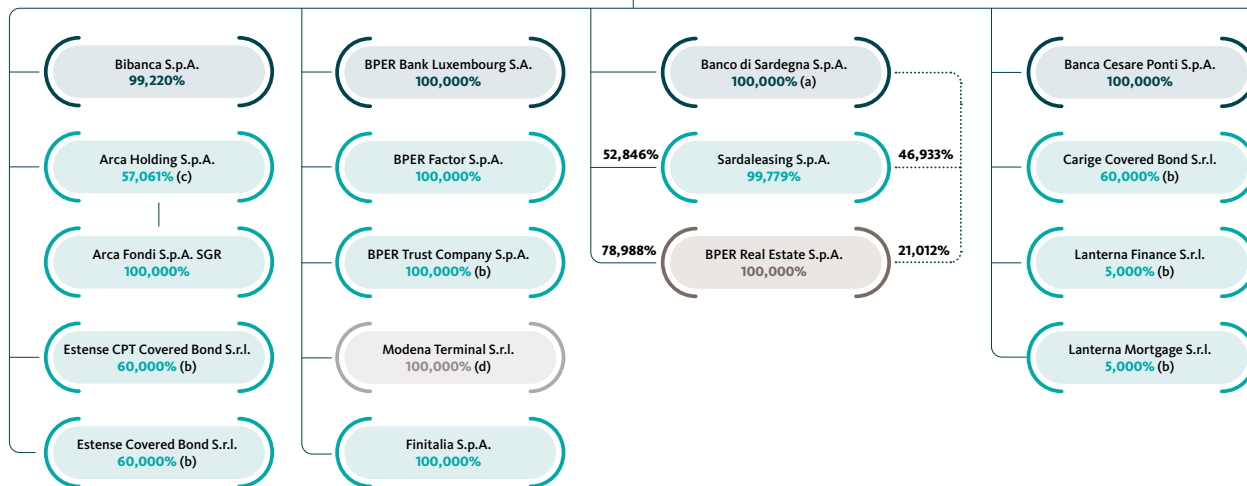 Bibanca S.p.A.
99,220%
Arca Holding S.p.A.
57,061% (c)
Arca Fondi S.p.A. SGR
100,000%
Estense CPT Covered Bond S.r.l.
60,000% (b)
Estense Covered Bond S.r.l.
60,000% (b)
BPER Bank Luxembourg S.A.
100,000%
BPER Factor S.p.A.
100,000%
BPER Trust Company S.p.A.
100,000% (b)
Modena Terminal S.r.l.
100,000% (d)
Finitalia S.p.A.
100,000%
Banco di Sardegna S.p.A.
100,000% (a)
52,846%
Sardaleasing S.p.A.
99,779%
46,933%
78,988%
BPER Real Estate S.p.A.
100,000%
21,012%
Banca Cesare Ponti S.p.A.
100,000%
Carige Covered Bond S.r.l.
60,000% (b)
Lanterna Finance S.r.l.
5,000% (b)
Lanterna Mortgage S.r.l.
5,000% (b)